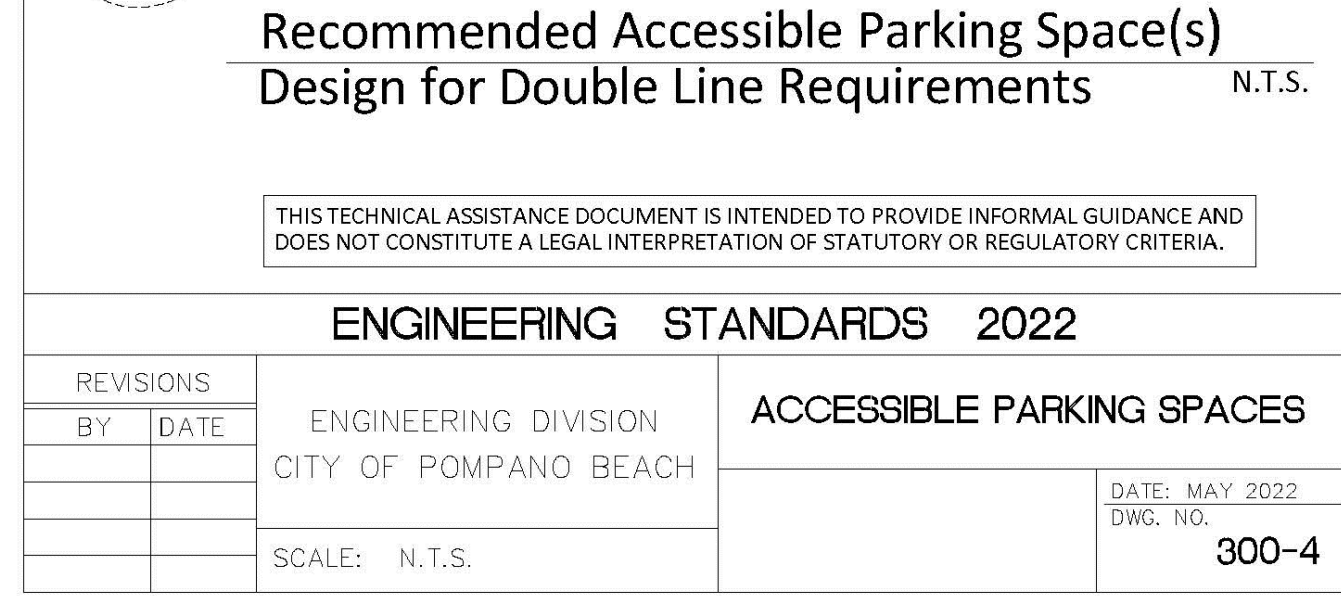 Recommended Accessible Parking Space(s)
Design for Double Line Requirements
N.T.S.
THIS TECHNICAL ASSISTANCE DOCUMENT IS INTENDED TO PROVIDE INFORMAL GUIDANCE AND
DOES NOT CONSTITUTE A LEGAL INTERPRETATION OF STATUTORY OR REGULATORY CRITERIA.
ENGINEERING STANDARDS 2022
REVISIONS
BY DATE
ENGINEERING DIVISION
CITY OF POMPANO BEACH
SCALE: N.T.S.
ACCESSIBLE PARKING SPACES
DATE: MAY 2022
DWG. NO.
300-4